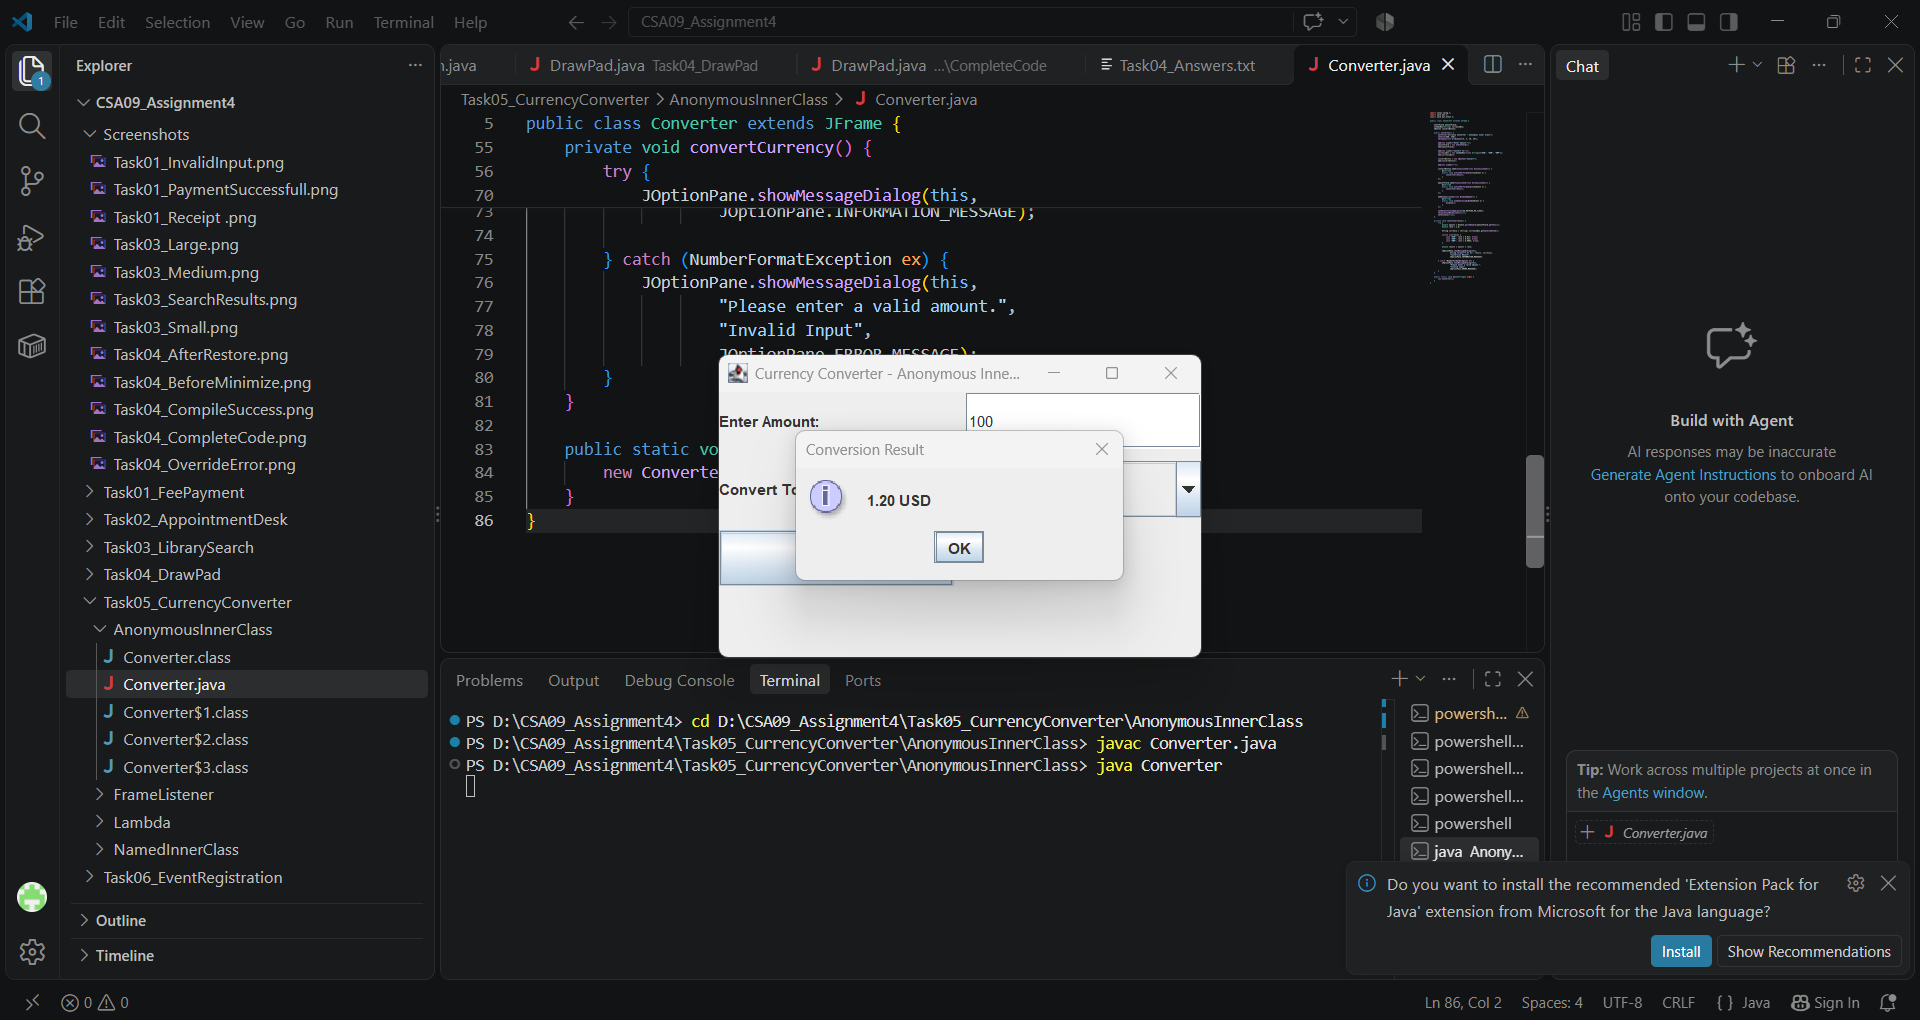 File Edit Selection View Go Run Terminal Help
CSA09_Assignment4
Explorer
1
CSA09_Assignment4
Screenshots
Task01_InvalidInput.png
Task01_PaymentSuccessfull.png
Task01_Receipt .png
Task03_Large.png
Task03_Medium.png
Task03_SearchResults.png
Task03_Small.png
Task04_AfterRestore.png
Task04_BeforeMinimize.png
Task04_CompileSuccess.png
Task04_CompleteCode.png
Task04_OverrideError.png
Task01_FeePayment
Task02_AppointmentDesk
Task03_LibrarySearch
Task04_DrawPad
Task05_CurrencyConverter
AnonymousInnerClass
J Converter.class
J Converter.java
J Converter$1.class
J Converter$2.class
J Converter$3.class
FrameListener
Lambda
NamedInnerClass
Task06_EventRegistration
Outline
Timeline
n.java J DrawPad.java Task04_DrawPad J DrawPad.java ...\CompleteCode Task04_Answers.txt J Converter.java
Task05_CurrencyConverter > AnonymousInnerClass > J Converter.java
5 public class Converter extends JFrame {
55 private void convertCurrency() {
56 try {
70 JOptionPane.showMessageDialog(this,
73 JOptionPane.INFORMATION_MESSAGE);
74
75 } catch (NumberFormatException ex) {
76 JOptionPane.showMessageDialog(this,
77 "Please enter a valid amount.",
78 "Invalid Input",
79 JOptionPane.ERROR_MESSAGE);
80 }
81 }
82
83 public static vo
84 new Converte
85 }
86 }
Currency Converter - Anonymous Inne...
Enter Amount: 100
Convert To
Conversion Result
i 1.20 USD
OK
Problems Output Debug Console Terminal Ports
PS D:\CSA09_Assignment4> cd D:\CSA09_Assignment4\Task05_CurrencyConverter\AnonymousInnerClass
PS D:\CSA09_Assignment4\Task05_CurrencyConverter\AnonymousInnerClass> javac Converter.java
PS D:\CSA09_Assignment4\Task05_CurrencyConverter\AnonymousInnerClass> java Converter
powersh...
powershell...
powershell...
powershell...
powershell
java Anony...
Chat
Build with Agent
AI responses may be inaccurate
Generate Agent Instructions to onboard AI
onto your codebase.
Tip: Work across multiple projects at once in
the Agents window.
J Converter.java
Do you want to install the recommended 'Extension Pack for
Java' extension from Microsoft for the Java language?
Install Show Recommendations
0 0 Ln 86, Col 2 Spaces: 4 UTF-8 CRLF { } Java Sign In